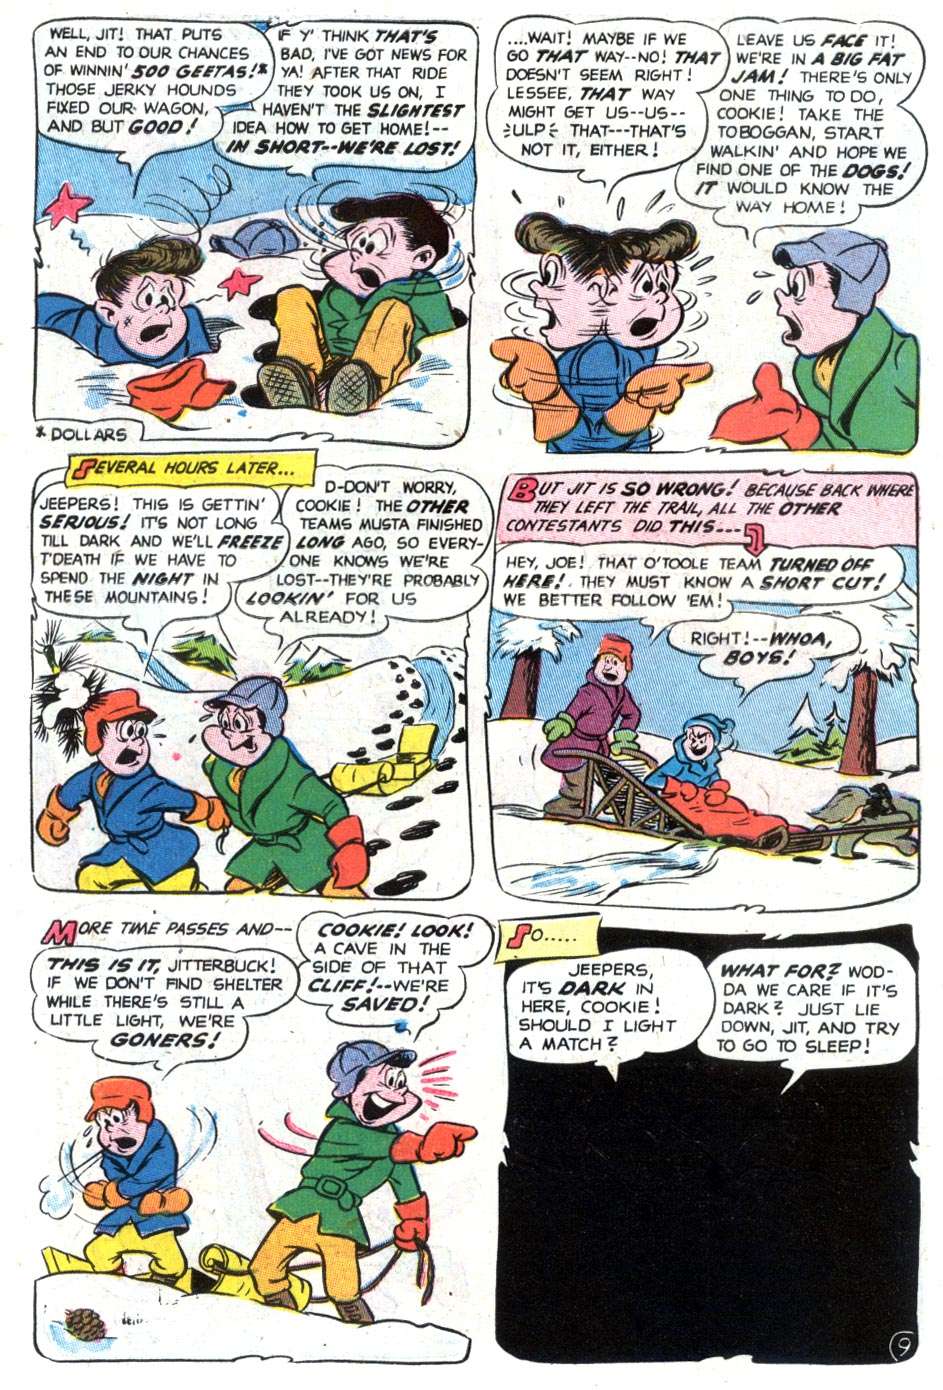 WELL, JIT! THAT PUTS
AN END TO OUR CHANCES
OF WINNIN' 500 GEETAS!*
THOSE JERKY HOUNDS
FIXED OUR WAGON,
AND BUT GOOD!
IF Y' THINK THAT'S
BAD, I'VE GOT NEWS FOR
YA! AFTER THAT RIDE
THEY TOOK US ON, I
HAVEN'T THE SLIGHTEST
IDEA HOW TO GET HOME!--
IN SHORT--WE'RE LOST!
* DOLLARS
....WAIT! MAYBE IF WE
GO THAT WAY--NO! THAT
DOESN'T SEEM RIGHT!
LESSEE, THAT WAY
MIGHT GET US--US--
ULP THAT---THAT'S
NOT IT, EITHER!
LEAVE US FACE IT!
WE'RE IN A BIG FAT
JAM! THERE'S ONLY
ONE THING TO DO,
COOKIE! TAKE THE
TOBOGGAN, START
WALKIN' AND HOPE WE
FIND ONE OF THE DOGS!
IT WOULD KNOW THE
WAY HOME!
SEVERAL HOURS LATER...
JEEPERS! THIS IS GETTIN'
SERIOUS! IT'S NOT LONG
TILL DARK AND WE'LL FREEZE
T'DEATH IF WE HAVE TO
SPEND THE NIGHT IN
THESE MOUNTAINS!
D-DON'T WORRY,
COOKIE! THE OTHER
TEAMS MUSTA FINISHED
LONG AGO, SO EVERY-
ONE KNOWS WE'RE
LOST--THEY'RE PROBABLY
LOOKIN' FOR US
ALREADY!
BUT JIT IS SO WRONG! BECAUSE BACK WHERE
THEY LEFT THE TRAIL, ALL THE OTHER
CONTESTANTS DID THIS...
HEY, JOE! THAT O'TOOLE TEAM TURNED OFF
HERE! THEY MUST KNOW A SHORT CUT!
WE BETTER FOLLOW 'EM!
RIGHT!--WHOA,
BOYS!
MORE TIME PASSES AND--
THIS IS IT, JITTERBUCK!
IF WE DON'T FIND SHELTER
WHILE THERE'S STILL A
LITTLE LIGHT, WE'RE
GONERS!
COOKIE! LOOK!
A CAVE IN THE
SIDE OF THAT
CLIFF!--WE'RE
SAVED!
SO.....
JEEPERS,
IT'S DARK IN
HERE, COOKIE!
SHOULD I LIGHT
A MATCH?
WHAT FOR? WOD-
DA WE CARE IF IT'S
DARK? JUST LIE
DOWN, JIT, AND TRY
TO GO TO SLEEP!
9